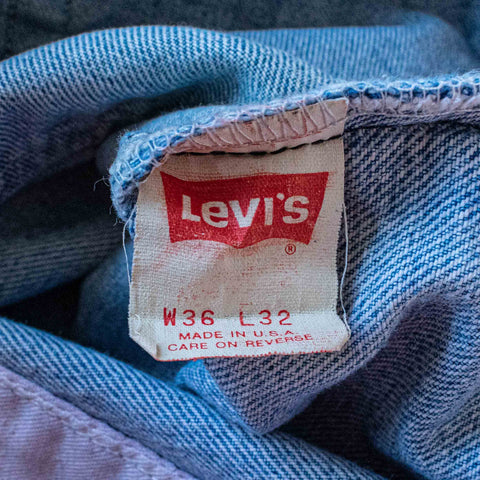 Levi's
®
W36 L32
MADE IN U.S.A.
CARE ON REVERSE